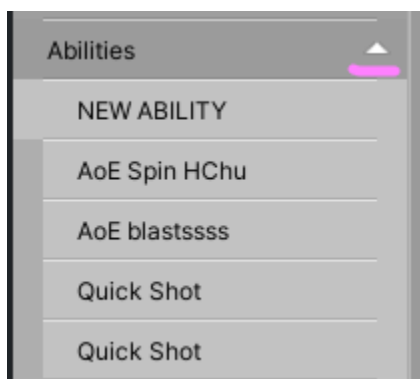 Abilities
NEW ABILITY
AoE Spin HChu
AoE blastssss
Quick Shot
Quick Shot